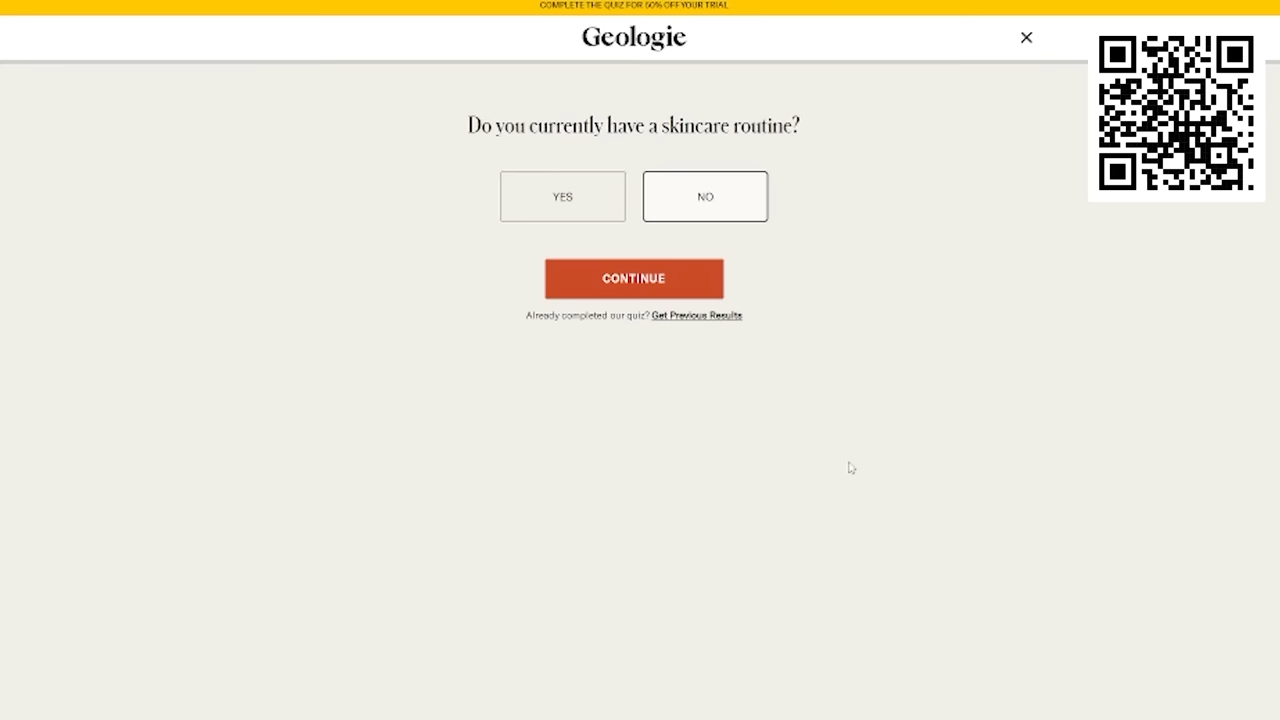 COMPLETE THE QUIZ FOR 50% OFF YOUR TRIAL
Geologie
Do you currently have a skincare routine?
YES
NO
CONTINUE
Already completed our quiz? Get Previous Results